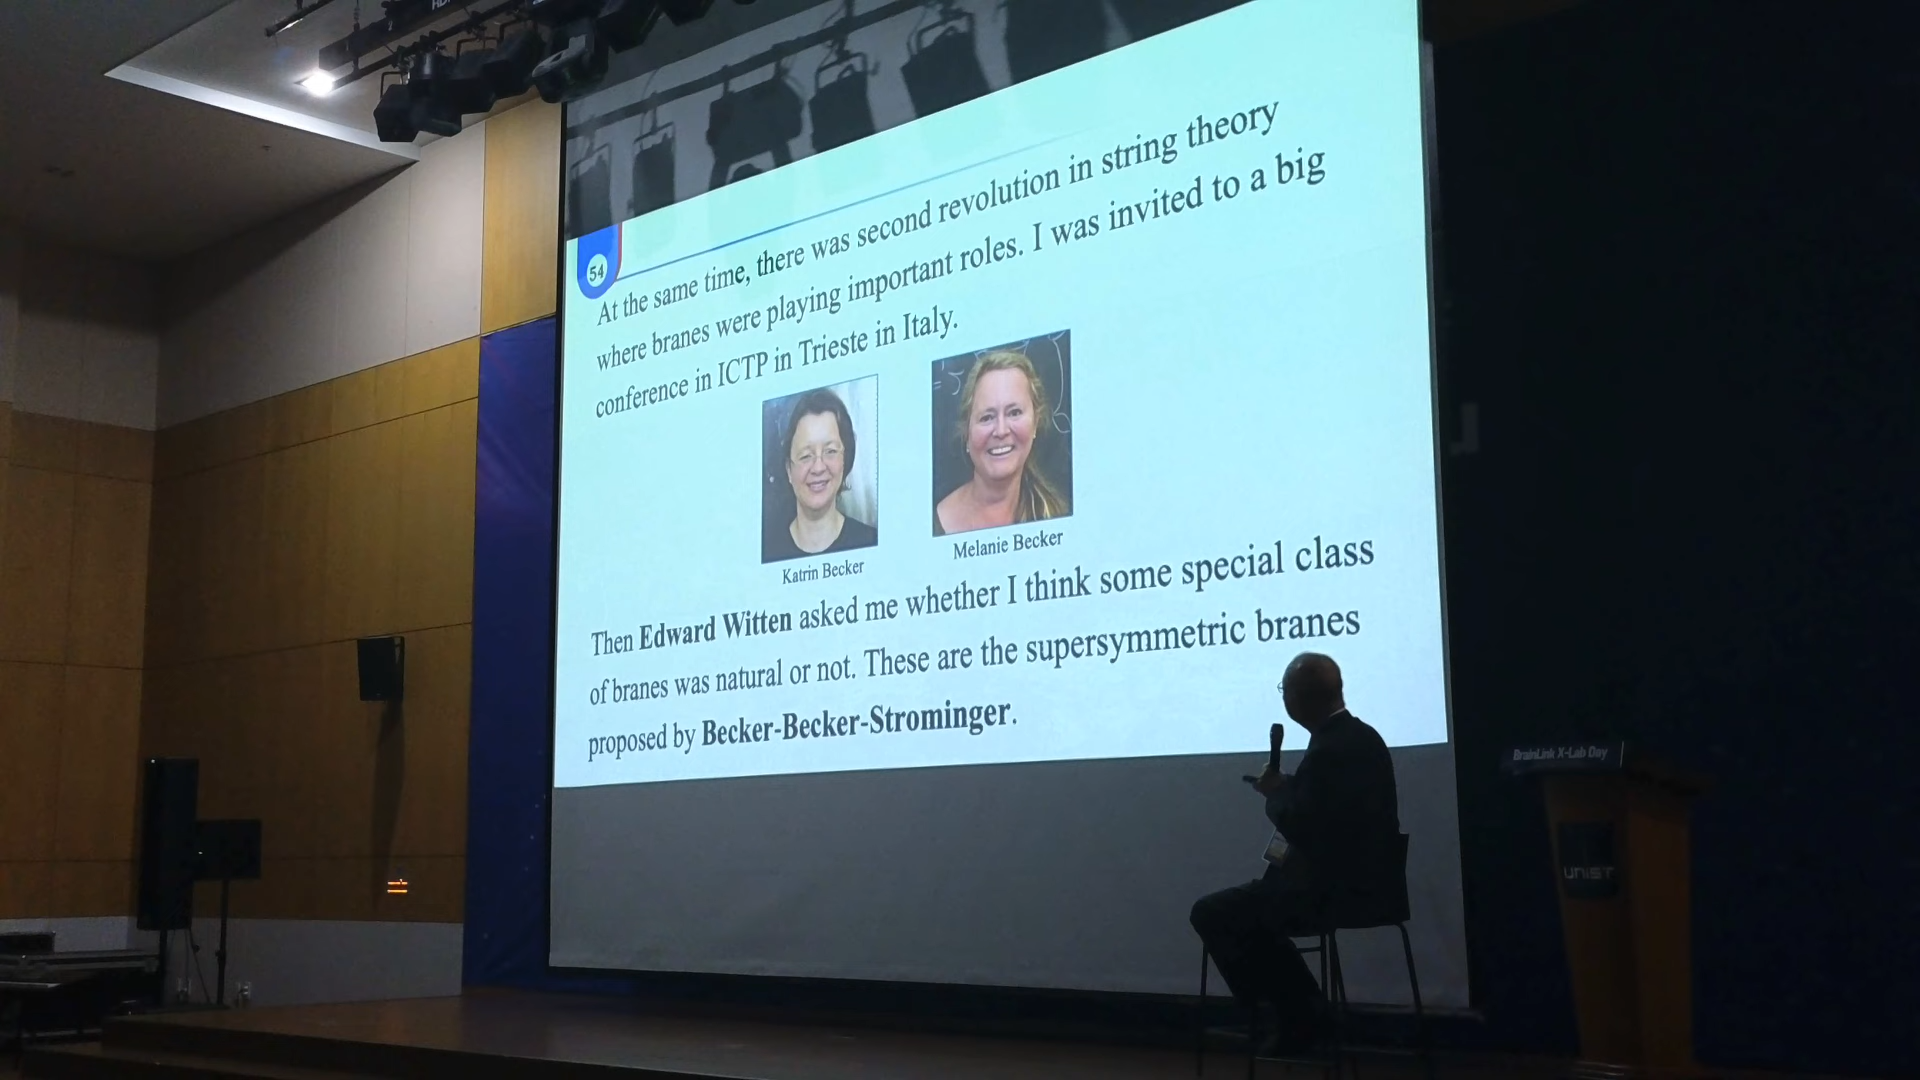 At the same time, there was second revolution in string theory
where branes were playing important roles. I was invited to a big
conference in ICTP in Trieste in Italy.
54
Katrin Becker
Melanie Becker
Then Edward Witten asked me whether I think some special class
of branes was natural or not. These are the supersymmetric branes
proposed by Becker-Becker-Strominger.
BrainLink X-Lab Day
UNIST